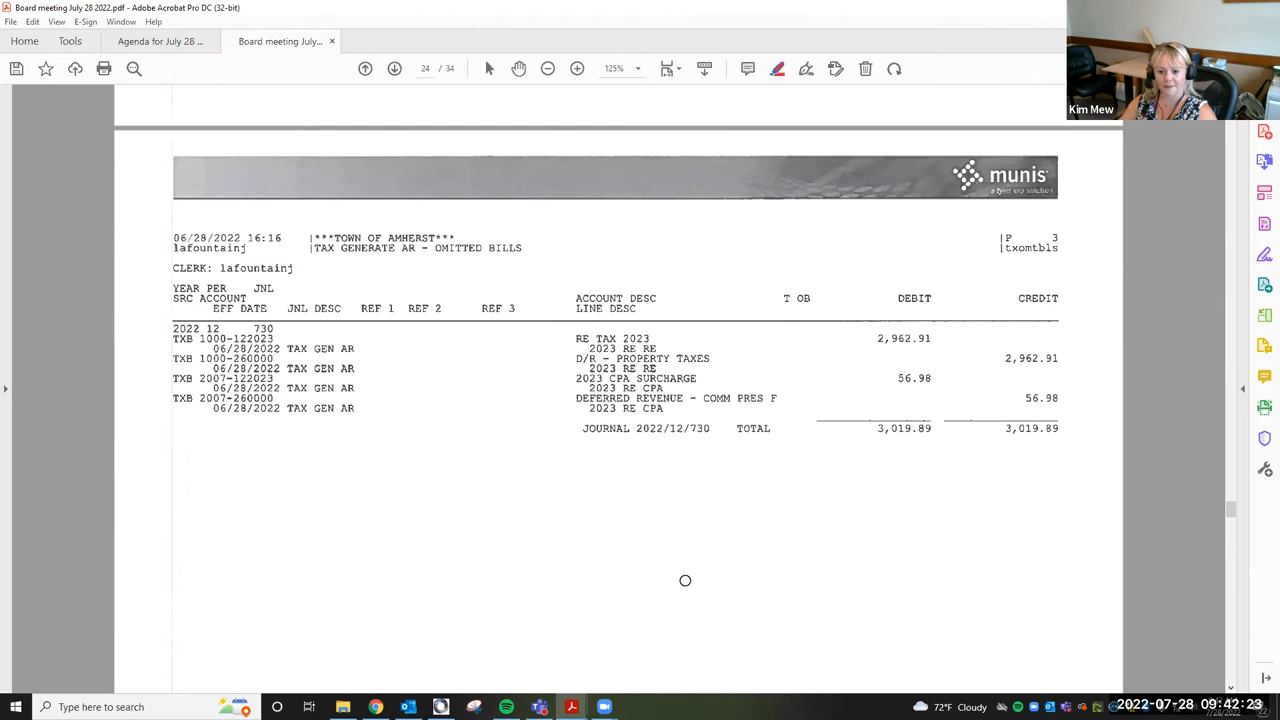 Board meeting July 28 2022.pdf - Adobe Acrobat Pro DC (32-bit)
File Edit View E-Sign Window Help
Home Tools Agenda for July 28 ... Board meeting July... ×
24 / 34 125%
Kim Mew
munis
a tyler erp solution
06/28/2022 16:16 |***TOWN OF AMHERST*** |P 3
lafountainj |TAX GENERATE AR - OMITTED BILLS |txomtbls
CLERK: lafountainj
YEAR PER JNL
SRC ACCOUNT ACCOUNT DESC T OB DEBIT CREDIT
EFF DATE JNL DESC REF 1 REF 2 REF 3 LINE DESC
2022 12 730
TXB 1000-122023 RE TAX 2023 2,962.91
06/28/2022 TAX GEN AR 2023 RE RE
TXB 1000-260000 D/R - PROPERTY TAXES 2,962.91
06/28/2022 TAX GEN AR 2023 RE RE
TXB 2007-122023 2023 CPA SURCHARGE 56.98
06/28/2022 TAX GEN AR 2023 RE CPA
TXB 2007-260000 DEFERRED REVENUE - COMM PRES F 56.98
06/28/2022 TAX GEN AR 2023 RE CPA
JOURNAL 2022/12/730 TOTAL 3,019.89 3,019.89
Type here to search
72°F Cloudy
2022-07-28 09:42:23